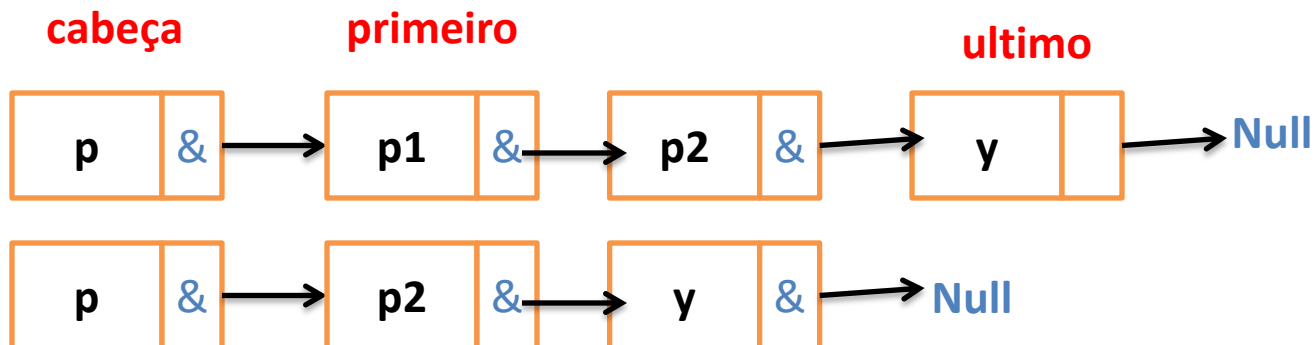 cabeça primeiro ultimo
p & p1 & p2 & y Null
p & p2 & y & Null